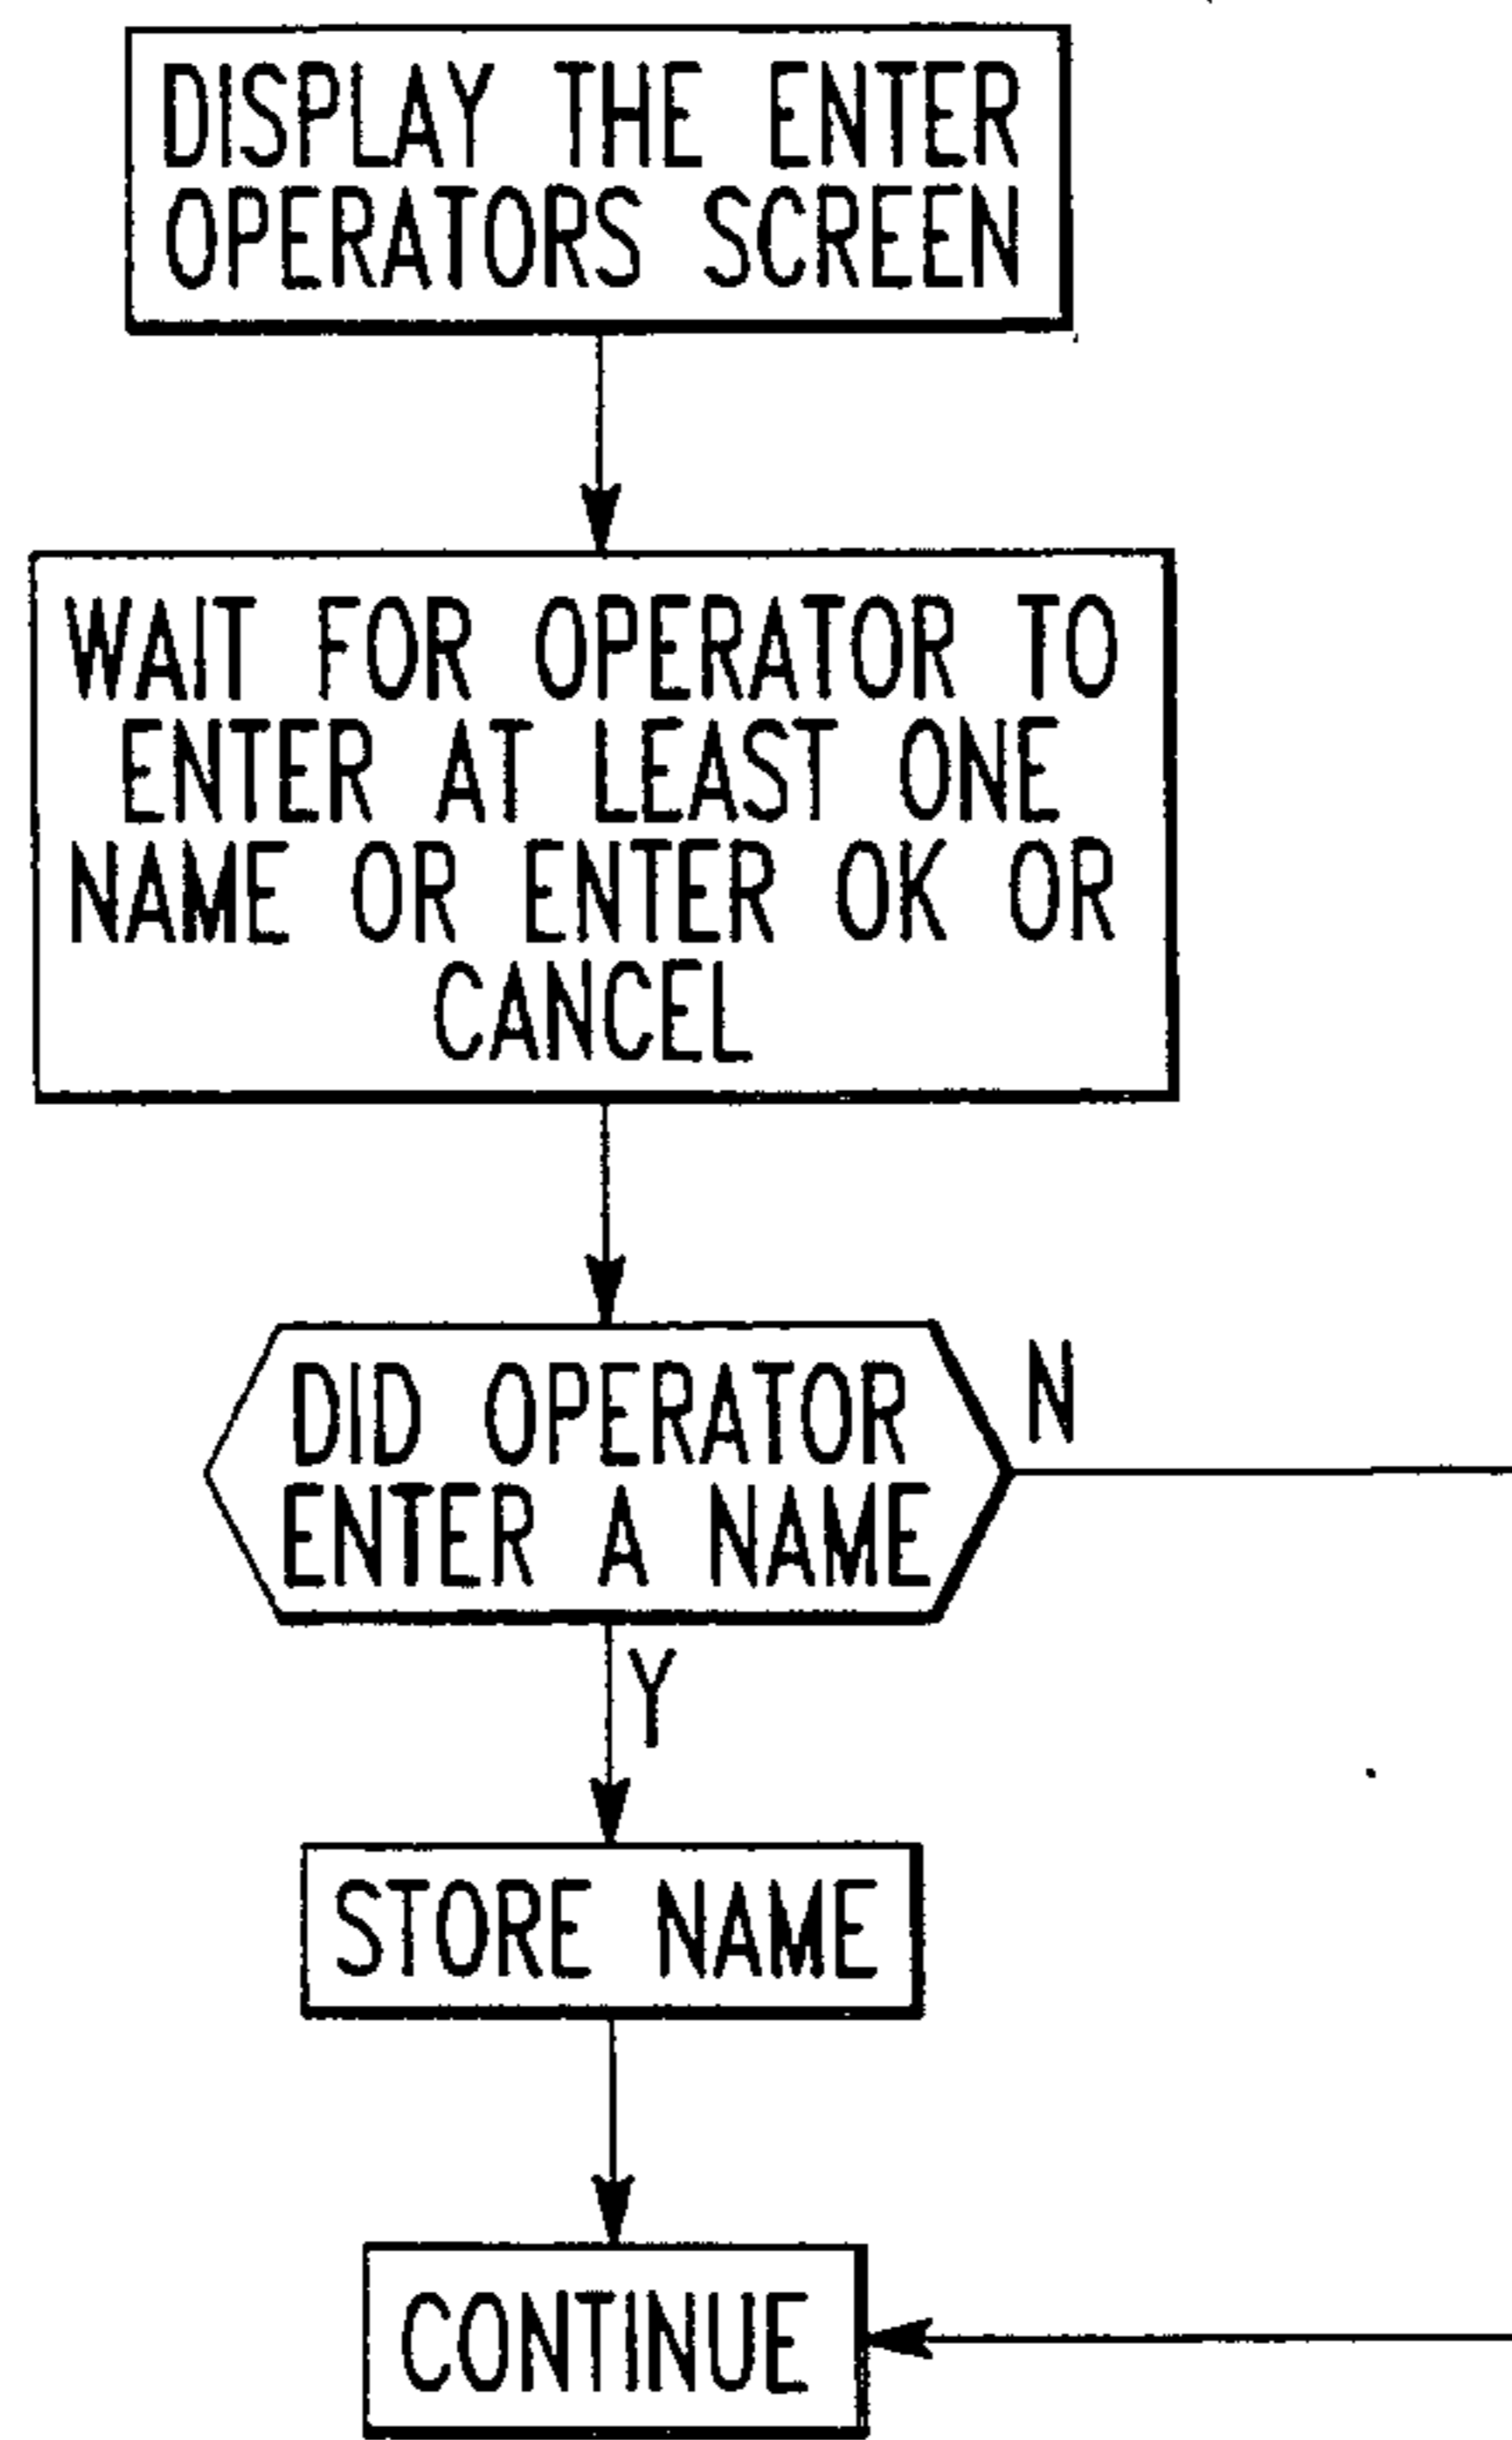 DISPLAY THE ENTER
OPERATORS SCREEN
WAIT FOR OPERATOR TO
ENTER AT LEAST ONE
NAME OR ENTER OK OR
CANCEL
DID OPERATOR
ENTER A NAME
N
Y
STORE NAME
CONTINUE